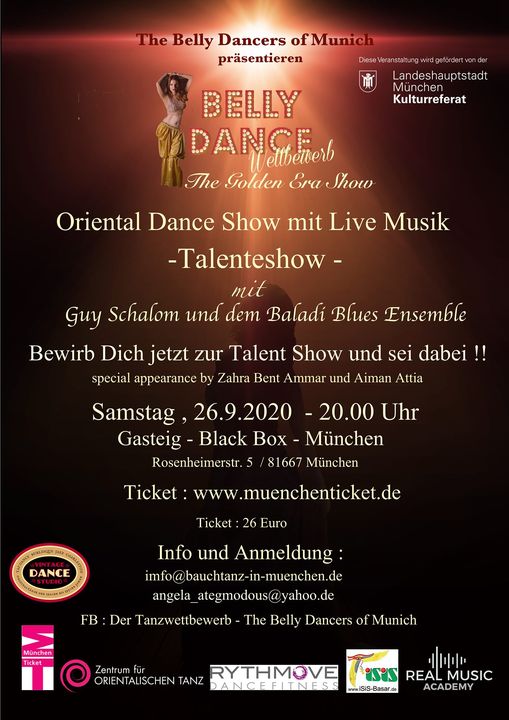 The Belly Dancers of Munich
präsentieren
Diese Veranstaltung wird gefördert von der
Landeshauptstadt
München
Kulturreferat
BELLY
DANCE
Wettbewerb
The Golden Era Show
Oriental Dance Show mit Live Musik
-Talenteshow -
mit
Guy Schalom und dem Baladi Blues Ensemble
Bewirb Dich jetzt zur Talent Show und sei dabei !!
special appearance by Zahra Bent Ammar und Aiman Attia
Samstag , 26.9.2020 - 20.00 Uhr
Gasteig - Black Box - München
Rosenheimerstr. 5 / 81667 München
Ticket : www.muenchenticket.de
Ticket : 26 Euro
Info und Anmeldung :
imfo@bauchtanz-in-muenchen.de
angela_ategmodous@yahoo.de
FB : Der Tanzwettbewerb - The Belly Dancers of Munich
VINTAGE
DANCE
STUDIO
München
Ticket
Zentrum für
ORIENTALISCHEN TANZ
RYTHMOVE
DANCEFITNESS
ISIS
www.ISIS-Basar.de
REAL MUSIC
ACADEMY